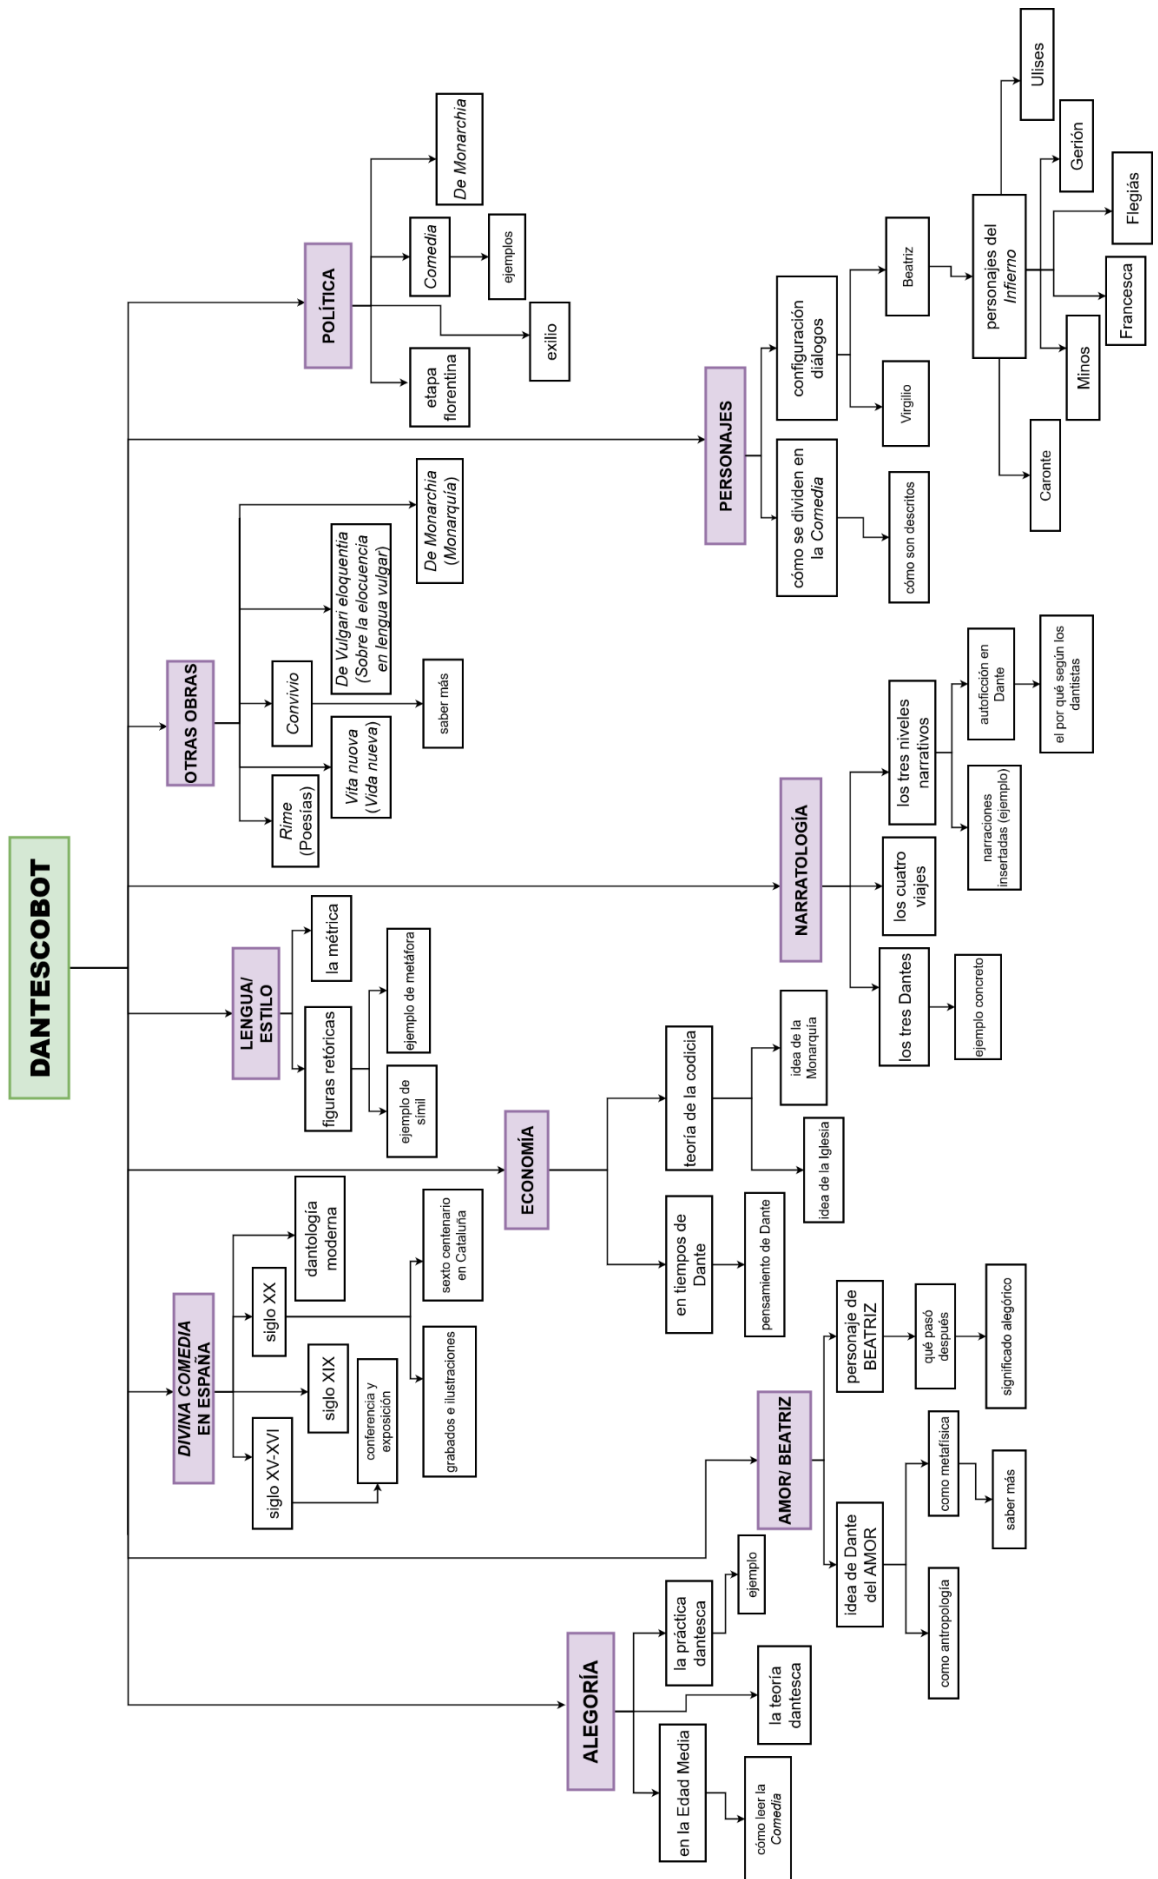 DANTESCOBOT
ALEGORÍA
en la Edad Media
cómo leer la
Comedia
la teoría
dantesca
la práctica
dantesca
ejemplo
AMOR/ BEATRIZ
idea de Dante
del AMOR
como antropología
como metafísica
saber más
personaje de
BEATRIZ
qué pasó
después
significado alegórico
DIVINA COMEDIA
EN ESPAÑA
siglo XV-XVI
conferencia y
exposición
siglo XIX
siglo XX
grabados e ilustraciones
sexto centenario
en Cataluña
dantología
moderna
ECONOMÍA
en tiempos de
Dante
pensamiento de Dante
teoría de la codicia
idea de la Iglesia
idea de la
Monarquía
LENGUA/
ESTILO
figuras retóricas
ejemplo de
símil
ejemplo de metáfora
la métrica
NARRATOLOGÍA
los tres Dantes
ejemplo concreto
los cuatro
viajes
los tres niveles
narrativos
narraciones
insertadas (ejemplo)
autoficción en
Dante
el por qué según los
dantistas
OTRAS OBRAS
Rime
(Poesías)
Vita nuova
(Vida nueva)
Convivio
saber más
De Vulgari eloquentia
(Sobre la elocuencia
en lengua vulgar)
De Monarchia
(Monarquía)
PERSONAJES
cómo se dividen en
la Comedia
cómo son descritos
configuración
diálogos
Virgilio
Beatriz
personajes del
Infierno
Caronte
Minos
Francesca
Flegiás
Gerión
Ulises
POLÍTICA
etapa
florentina
exilio
Comedia
ejemplos
De Monarchia